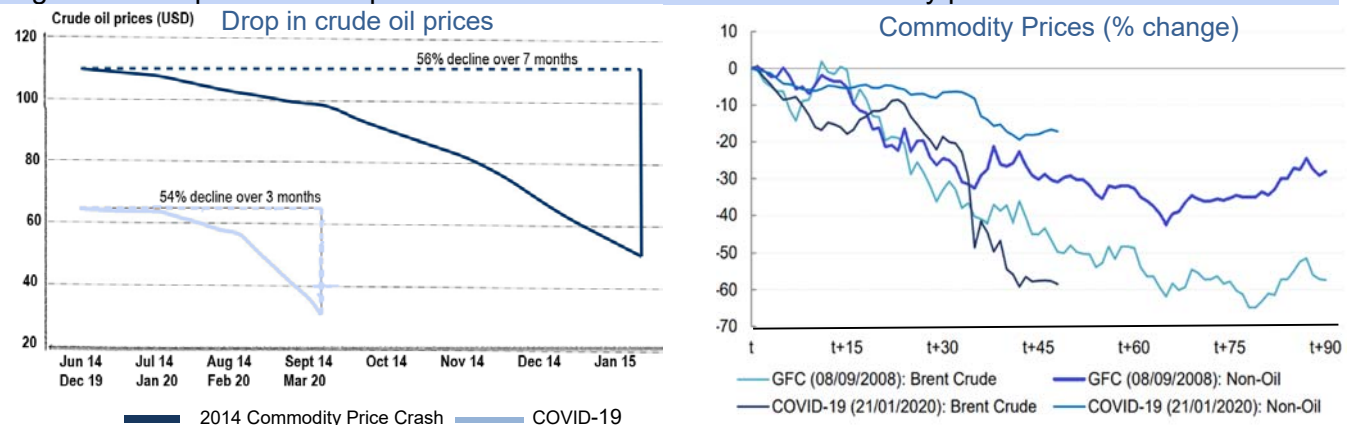 Crude oil prices (USD)
Drop in crude oil prices
120
100
80
60
40
20
56% decline over 7 months
54% decline over 3 months
Jun 14 Jul 14 Aug 14 Sept 14 Oct 14 Nov 14 Dec 14 Jan 15
Dec 19 Jan 20 Feb 20 Mar 20
2014 Commodity Price Crash COVID-19
Commodity Prices (% change)
10
0
-10
-20
-30
-40
-50
-60
-70
t t+15 t+30 t+45 t+60 t+75 t+90
GFC (08/09/2008): Brent Crude GFC (08/09/2008): Non-Oil
COVID-19 (21/01/2020): Brent Crude COVID-19 (21/01/2020): Non-Oil